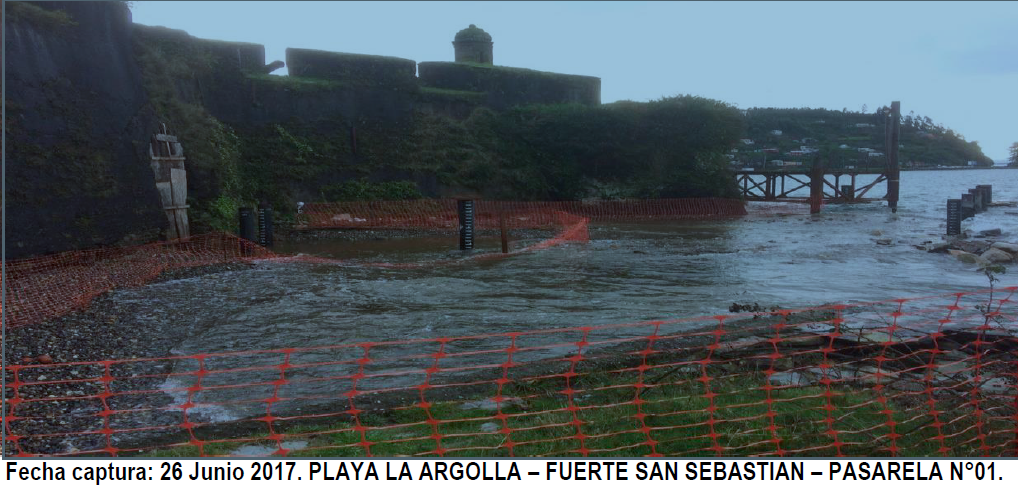 Fecha captura: 26 Junio 2017. PLAYA LA ARGOLLA – FUERTE SAN SEBASTIAN – PASARELA N°01.